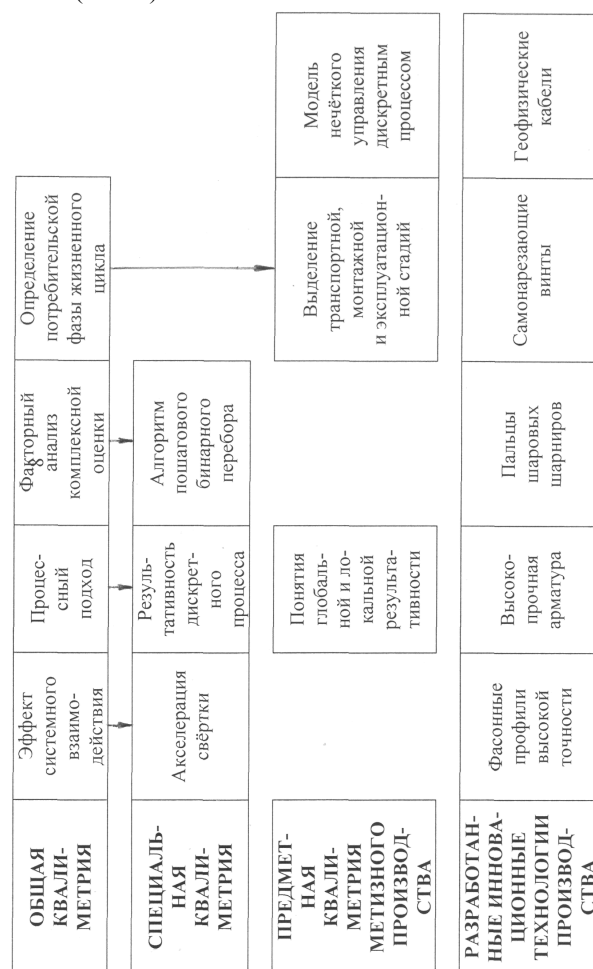 ОБЩАЯ
КВАЛИ-
МЕТРИЯ
Эффект
системного
взаимо-
действия
Процес-
сный
подход
Факторный
анализ
комплексной
оценки
Определение
потребительской
фазы жизненного
цикла
СПЕЦИАЛЬ-
НАЯ
КВАЛИ-
МЕТРИЯ
Акселерация
свёртки
Резуль-
тативность
дискрет-
ного
процесса
Алгоритм
пошагового
бинарного
перебора
ПРЕДМЕТ-
НАЯ
КВАЛИ-
МЕТРИЯ
МЕТИЗНОГО
ПРОИЗВОД-
СТВА
Понятия
глобаль-
ной и ло-
кальной
результа-
тивности
Выделение
транспортной,
монтажной
и эксплуатацион-
ной стадий
Модель
нечёткого
управления
дискретным
процессом
РАЗРАБОТАН-
НЫЕ ИННОВА-
ЦИОННЫЕ
ТЕХНОЛОГИИ
ПРОИЗВОД-
СТВА
Фасонные
профили
высокой
точности
Высоко-
прочная
арматура
Пальцы
шаровых
шарниров
Самонарезающие
винты
Геофизические
кабели